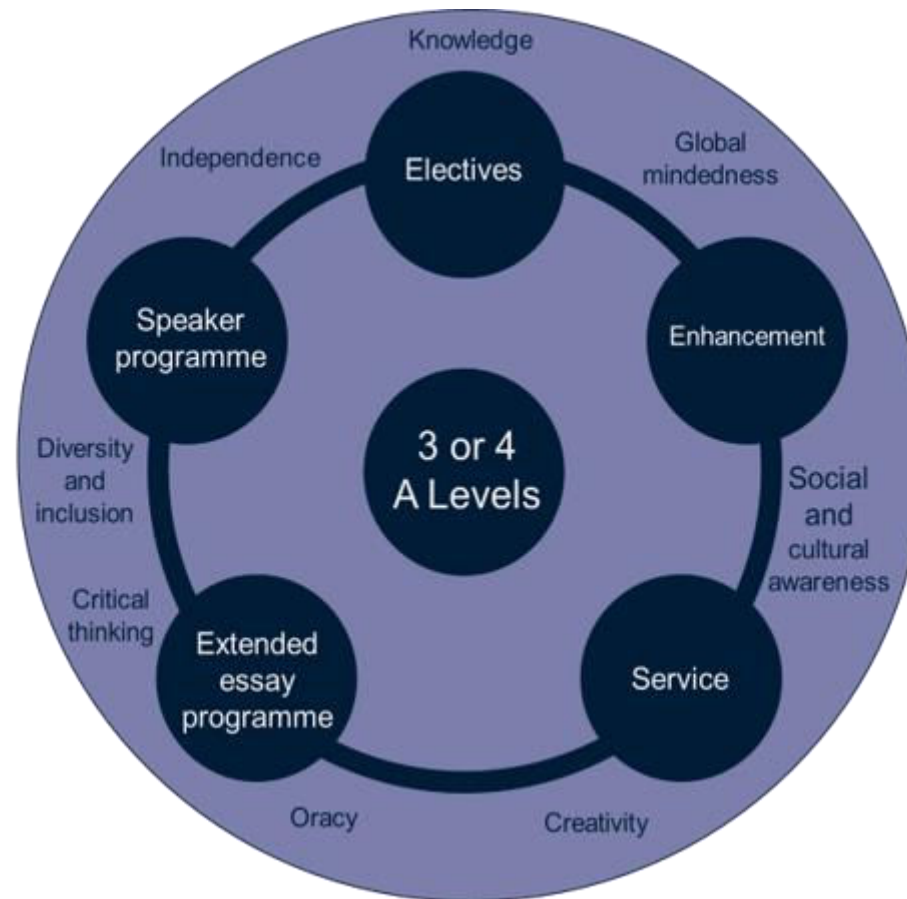 Knowledge
Independence
Global
mindedness
Electives
Speaker
programme
Enhancement
3 or 4
A Levels
Diversity
and
inclusion
Social
and
cultural
awareness
Critical
thinking
Extended
essay
programme
Service
Oracy
Creativity